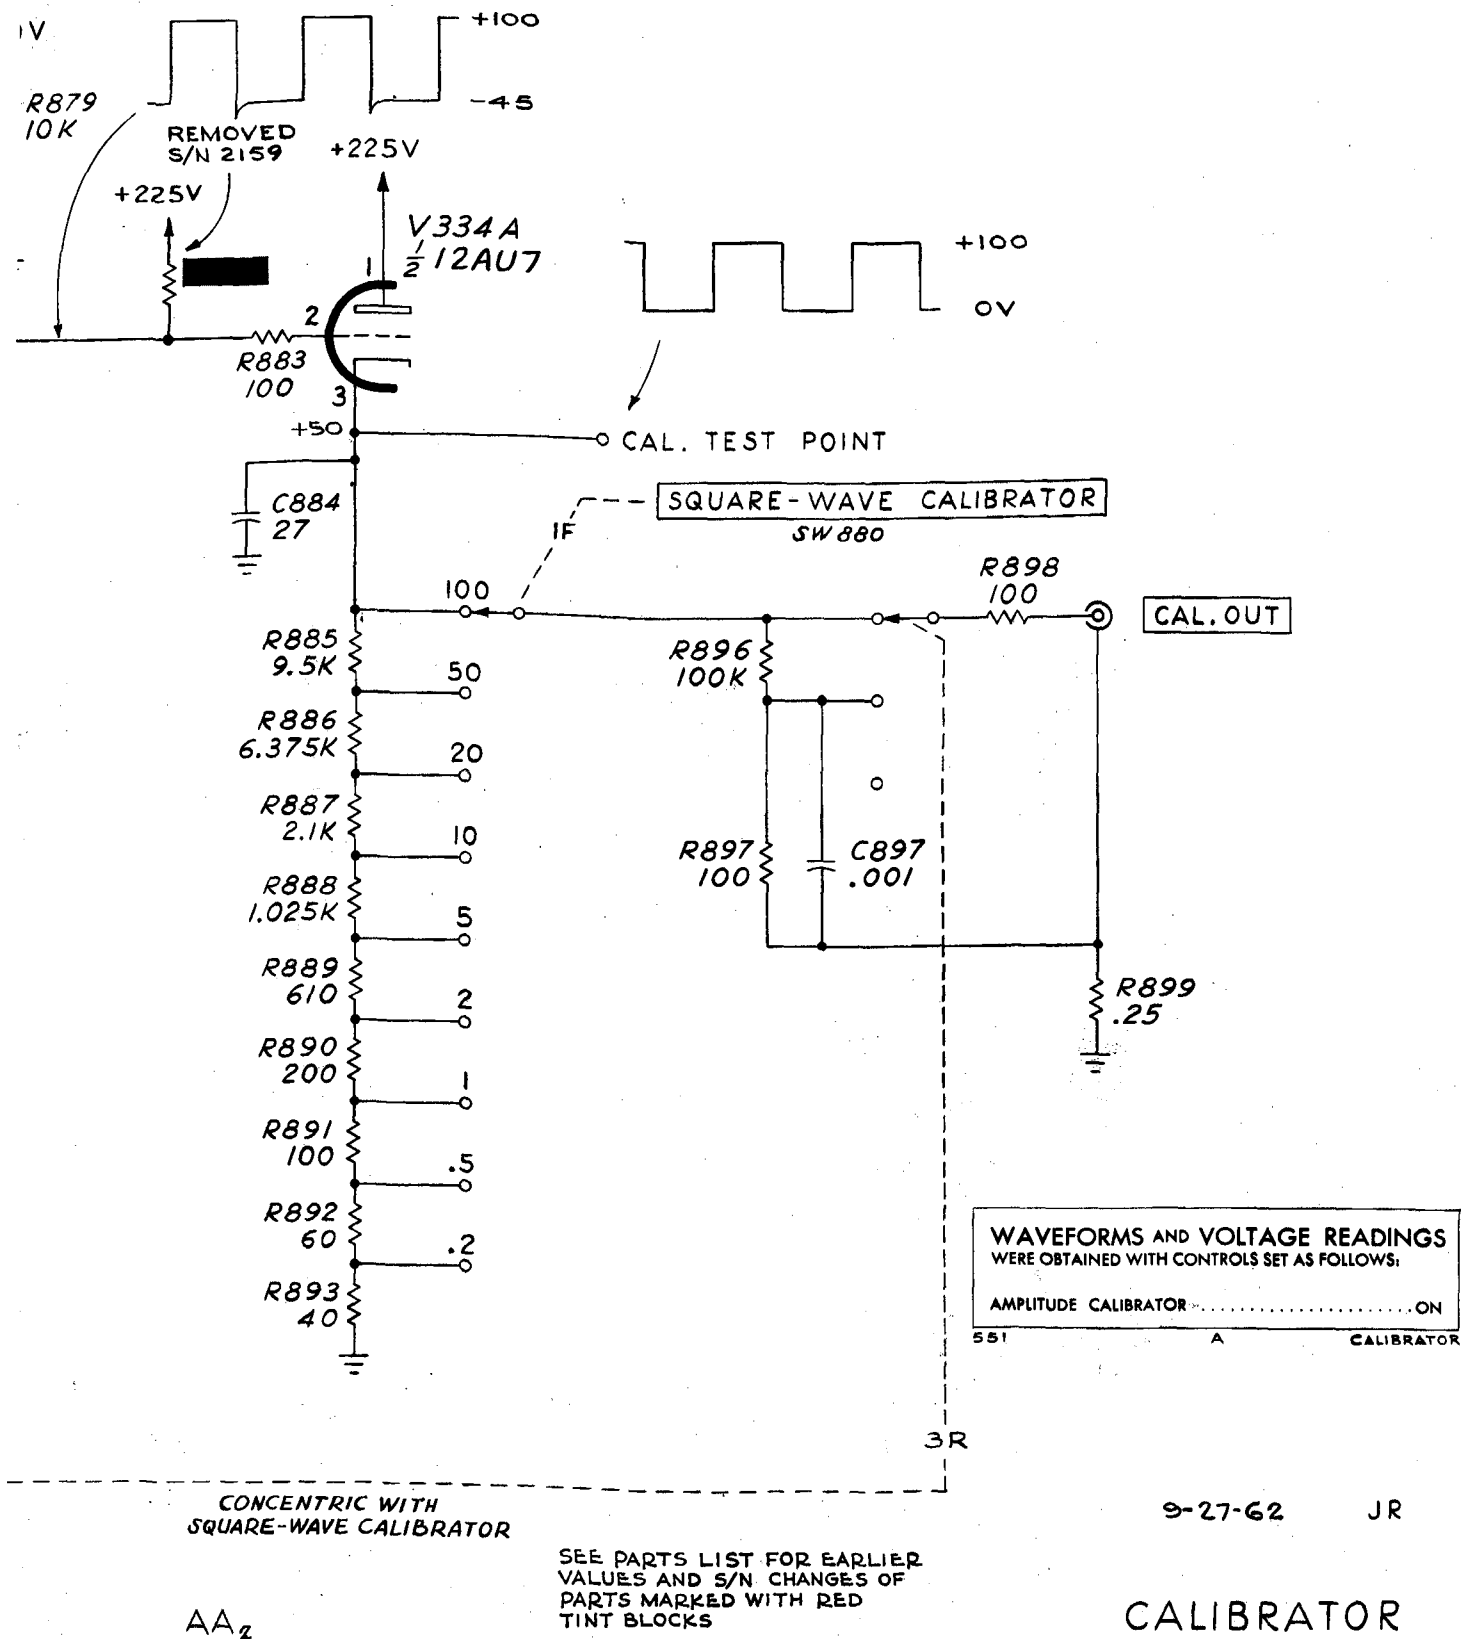 +100
V
R879
10K
-45
REMOVED
S/N 2159
+225V
+225V
V334A
1/2 12AU7
1
2
3
R883
100
+100
0V
+50
CAL. TEST POINT
C884
27
SQUARE-WAVE CALIBRATOR
SW 880
1F
100
R898
100
CAL. OUT
R885
9.5K
R896
100K
50
R886
6.375K
20
R887
2.1K
10
R897
100
C897
.001
R888
1.025K
5
R889
610
2
R899
.25
R890
200
1
R891
100
.5
R892
60
.2
R893
40
WAVEFORMS AND VOLTAGE READINGS
WERE OBTAINED WITH CONTROLS SET AS FOLLOWS:
AMPLITUDE CALIBRATOR ...................... ON
551 A CALIBRATOR
3R
CONCENTRIC WITH
SQUARE-WAVE CALIBRATOR
9-27-62 JR
SEE PARTS LIST FOR EARLIER
VALUES AND S/N CHANGES OF
PARTS MARKED WITH RED
TINT BLOCKS
AA2
CALIBRATOR